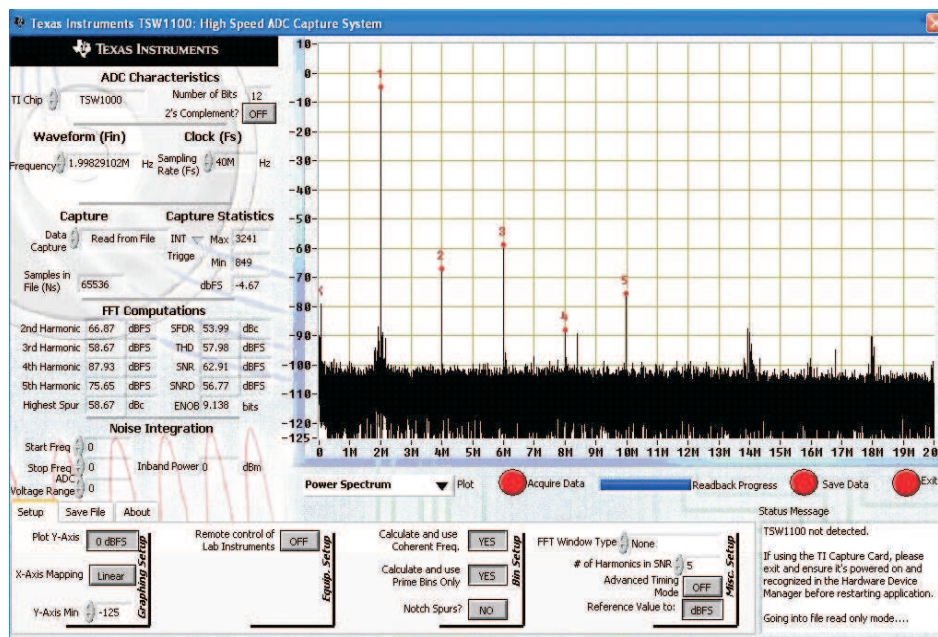 Texas Instruments TSW1100: High Speed ADC Capture System
TEXAS INSTRUMENTS
ADC Characteristics
TI Chip TSW1000 Number of Bits 12
2's Complement? OFF
Waveform (Fin) Clock (Fs)
Frequency 1.99829102M Hz Sampling Rate (Fs) 40M Hz
Capture Capture Statistics
Data Capture Read from File INT Max 3241
Trigge Min 849
Samples in File (Ns) 65536 dbFS -4.67
FFT Computations
2nd Harmonic 66.87 dBFS SFDR 53.99 dBc
3rd Harmonic 58.67 dBFS THD 57.98 dBFS
4th Harmonic 87.93 dBFS SNR 62.91 dBFS
5th Harmonic 75.65 dBFS SNRD 56.77 dBFS
Highest Spur 58.67 dBc ENOB 9.138 bits
Noise Integration
Start Freq 0
Stop Freq 0 Inband Power 0 dBm
ADC Voltage Range 0
10
0
-10
-20
-30
-40
-50
-60
-70
-80
-90
-100
-110
-125
1
2
3
4
5
0 1M 2M 3M 4M 5M 6M 7M 8M 9M 10M 11M 12M 13M 14M 15M 16M 17M 18M 19M 20
Power Spectrum Plot Acquire Data Readback Progress Save Data Exit
Setup Save File About
Plot Y-Axis 0 dBFS
X-Axis Mapping Linear
Y-Axis Min -125
Graphing Setup
Remote control of Lab Instruments OFF
Equip. Setup
Calculate and use Coherent Freq. YES
Calculate and use Prime Bins Only YES
Notch Spurs? NO
Bin Setup
FFT Window Type None
# of Harmonics in SNR 5
Advanced Timing Mode OFF
Reference Value to: dBFS
Misc. Setup
Status Message
TSW1100 not detected.
If using the TI Capture Card, please
exit and ensure it's powered on and
recognized in the Hardware Device
Manager before restarting application.
Going into file read only mode....